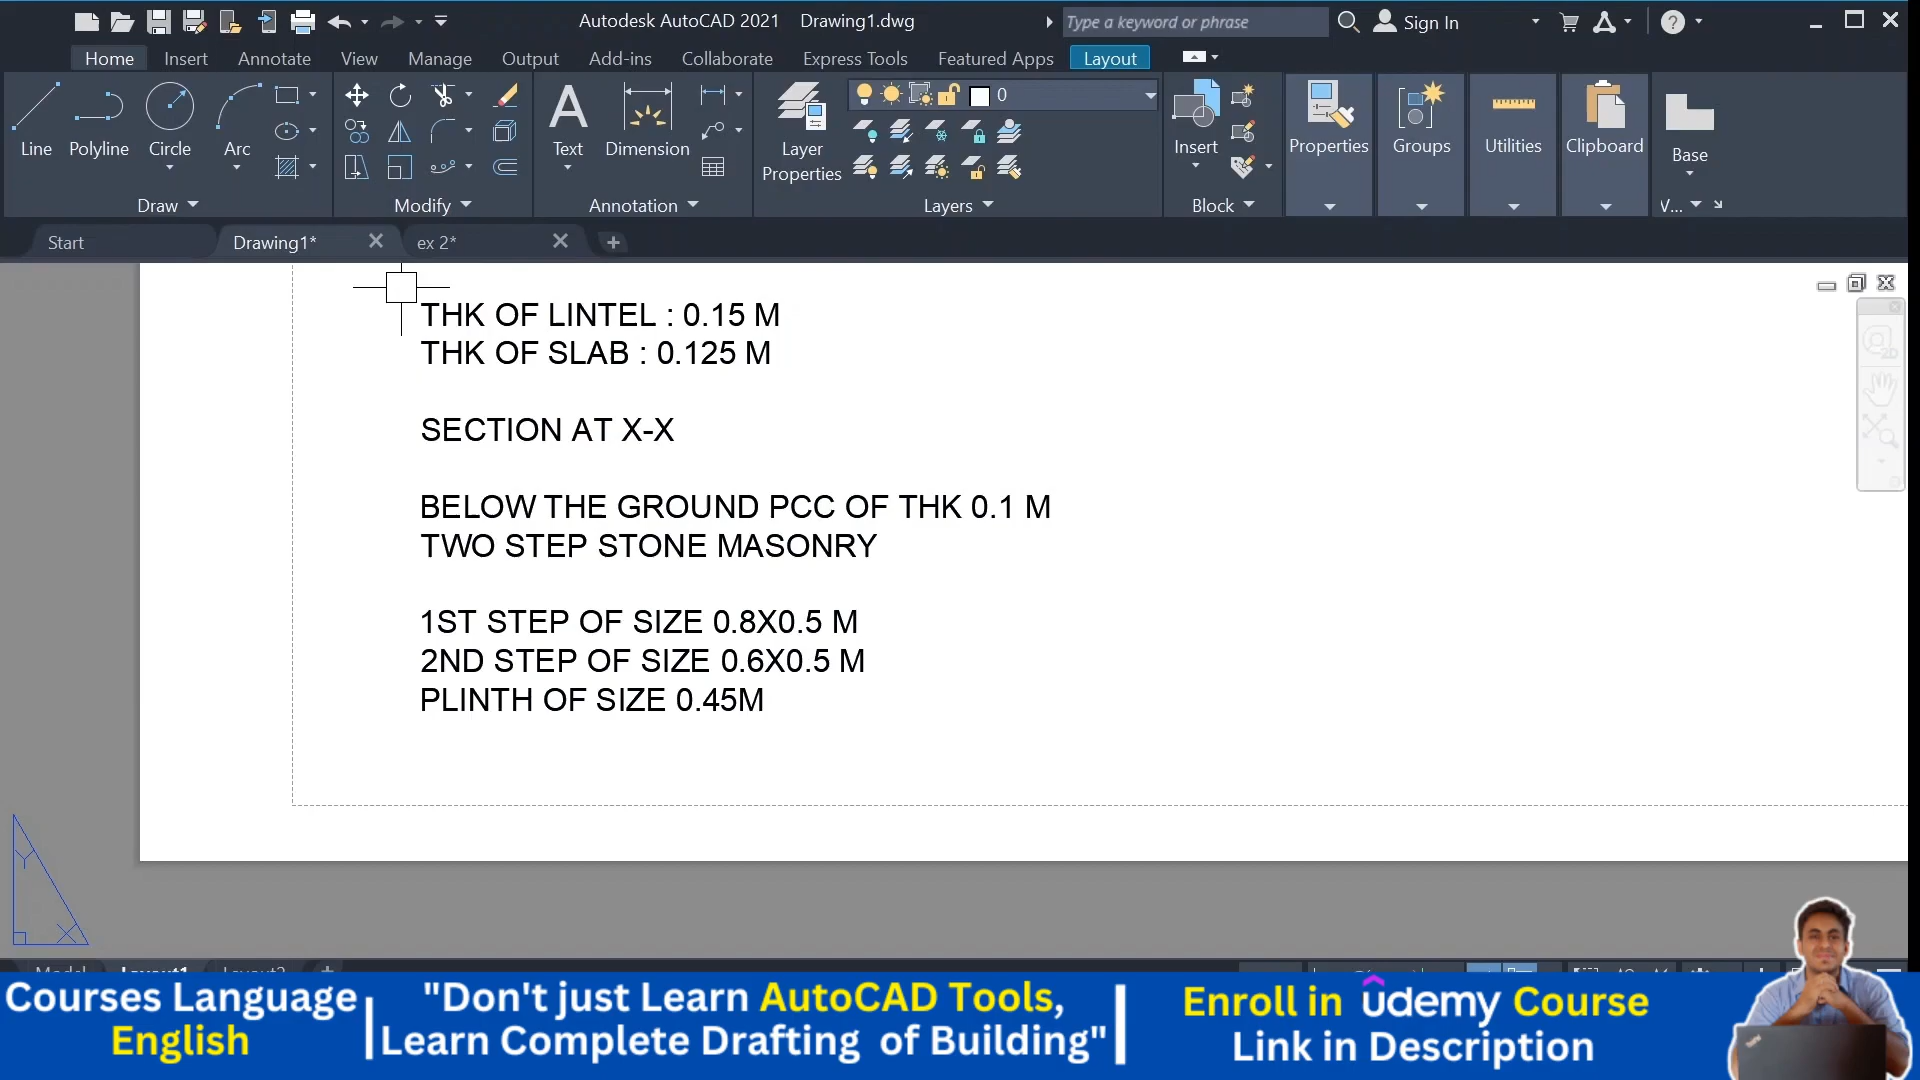 Autodesk AutoCAD 2021 Drawing1.dwg
Type a keyword or phrase
Sign In
Home Insert Annotate View Manage Output Add-ins Collaborate Express Tools Featured Apps Layout
Line Polyline Circle Arc
Text Dimension
Layer Properties
0
Insert
Properties Groups Utilities Clipboard Base
Draw Modify Annotation Layers Block V...
Start Drawing1* ex 2*
THK OF LINTEL : 0.15 M
THK OF SLAB : 0.125 M
SECTION AT X-X
BELOW THE GROUND PCC OF THK 0.1 M
TWO STEP STONE MASONRY
1ST STEP OF SIZE 0.8X0.5 M
2ND STEP OF SIZE 0.6X0.5 M
PLINTH OF SIZE 0.45M
Y
X
Model Layout1 Layout2
Courses Language
English
"Don't just Learn AutoCAD Tools,
Learn Complete Drafting of Building"
Enroll in udemy Course
Link in Description